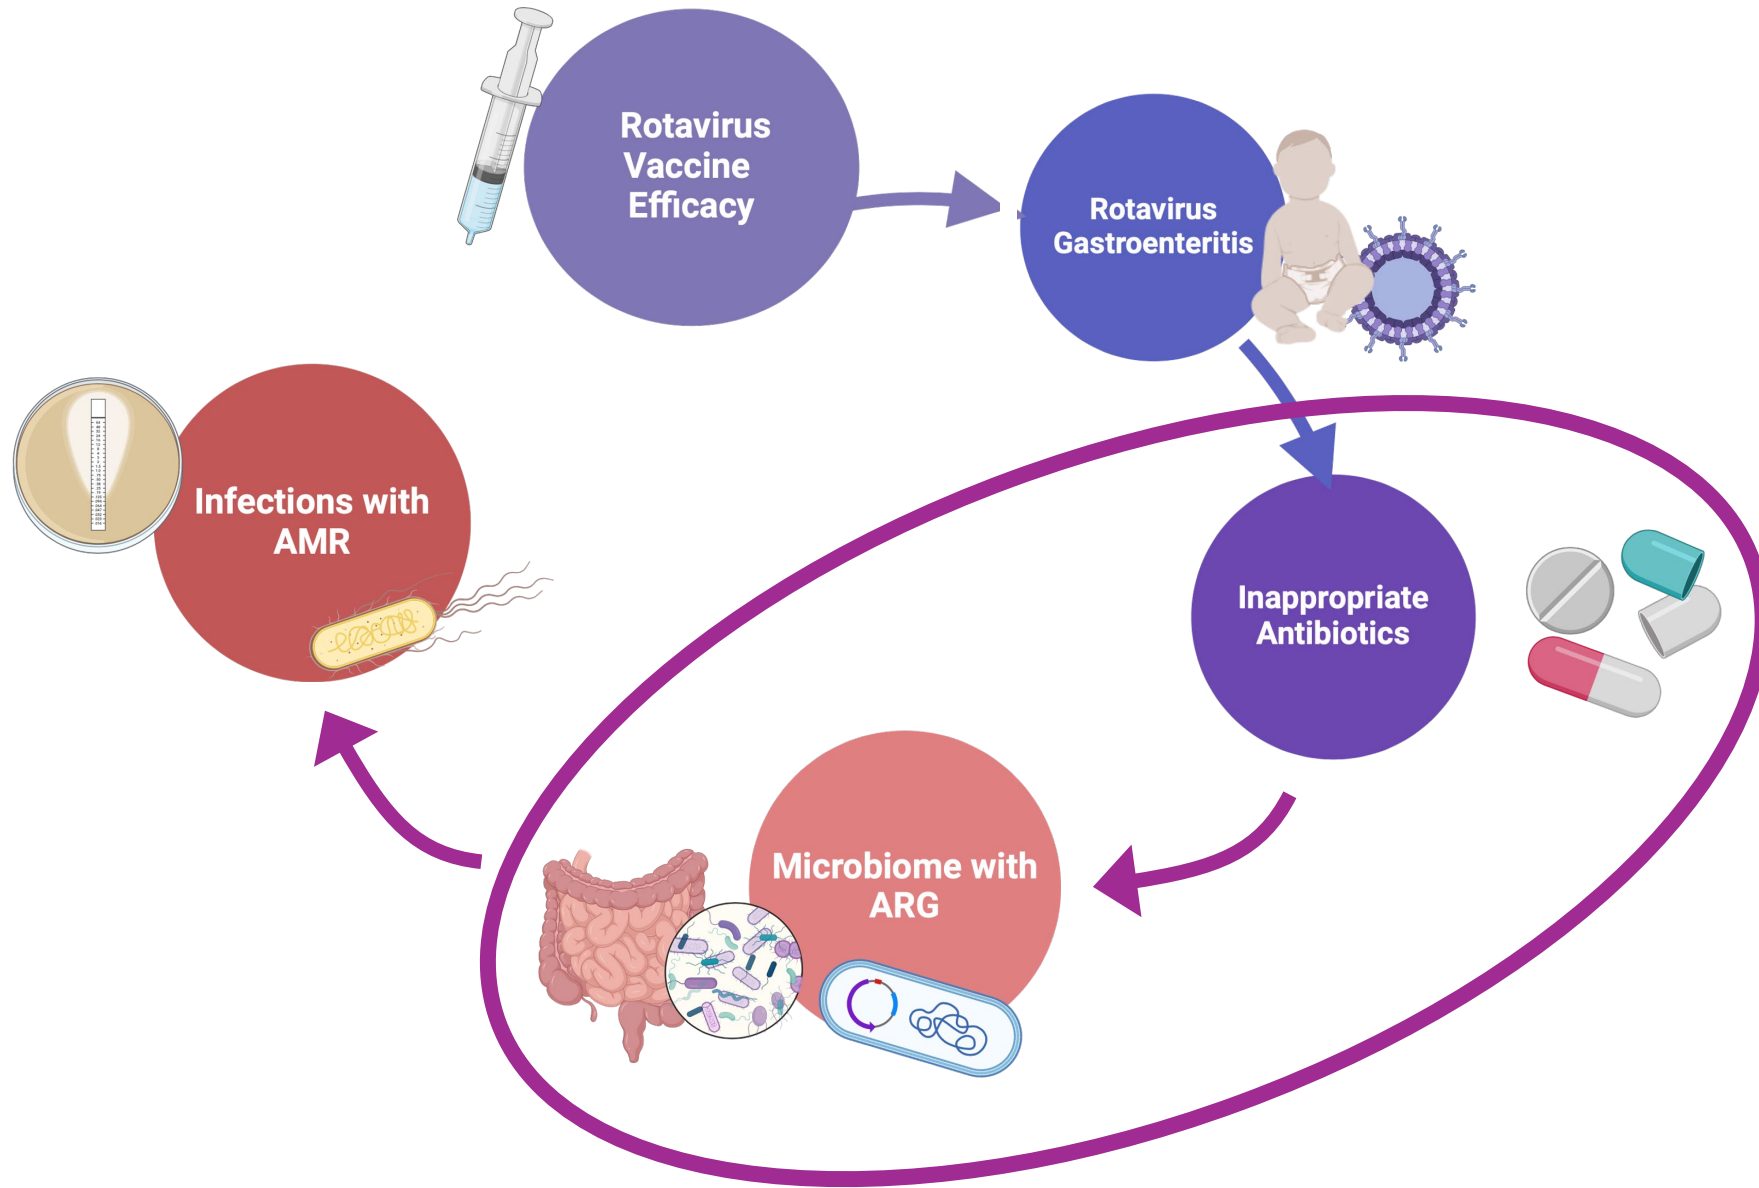 Rotavirus
Vaccine
Efficacy
Rotavirus
Gastroenteritis
Inappropriate
Antibiotics
Microbiome with
ARG
Infections with
AMR